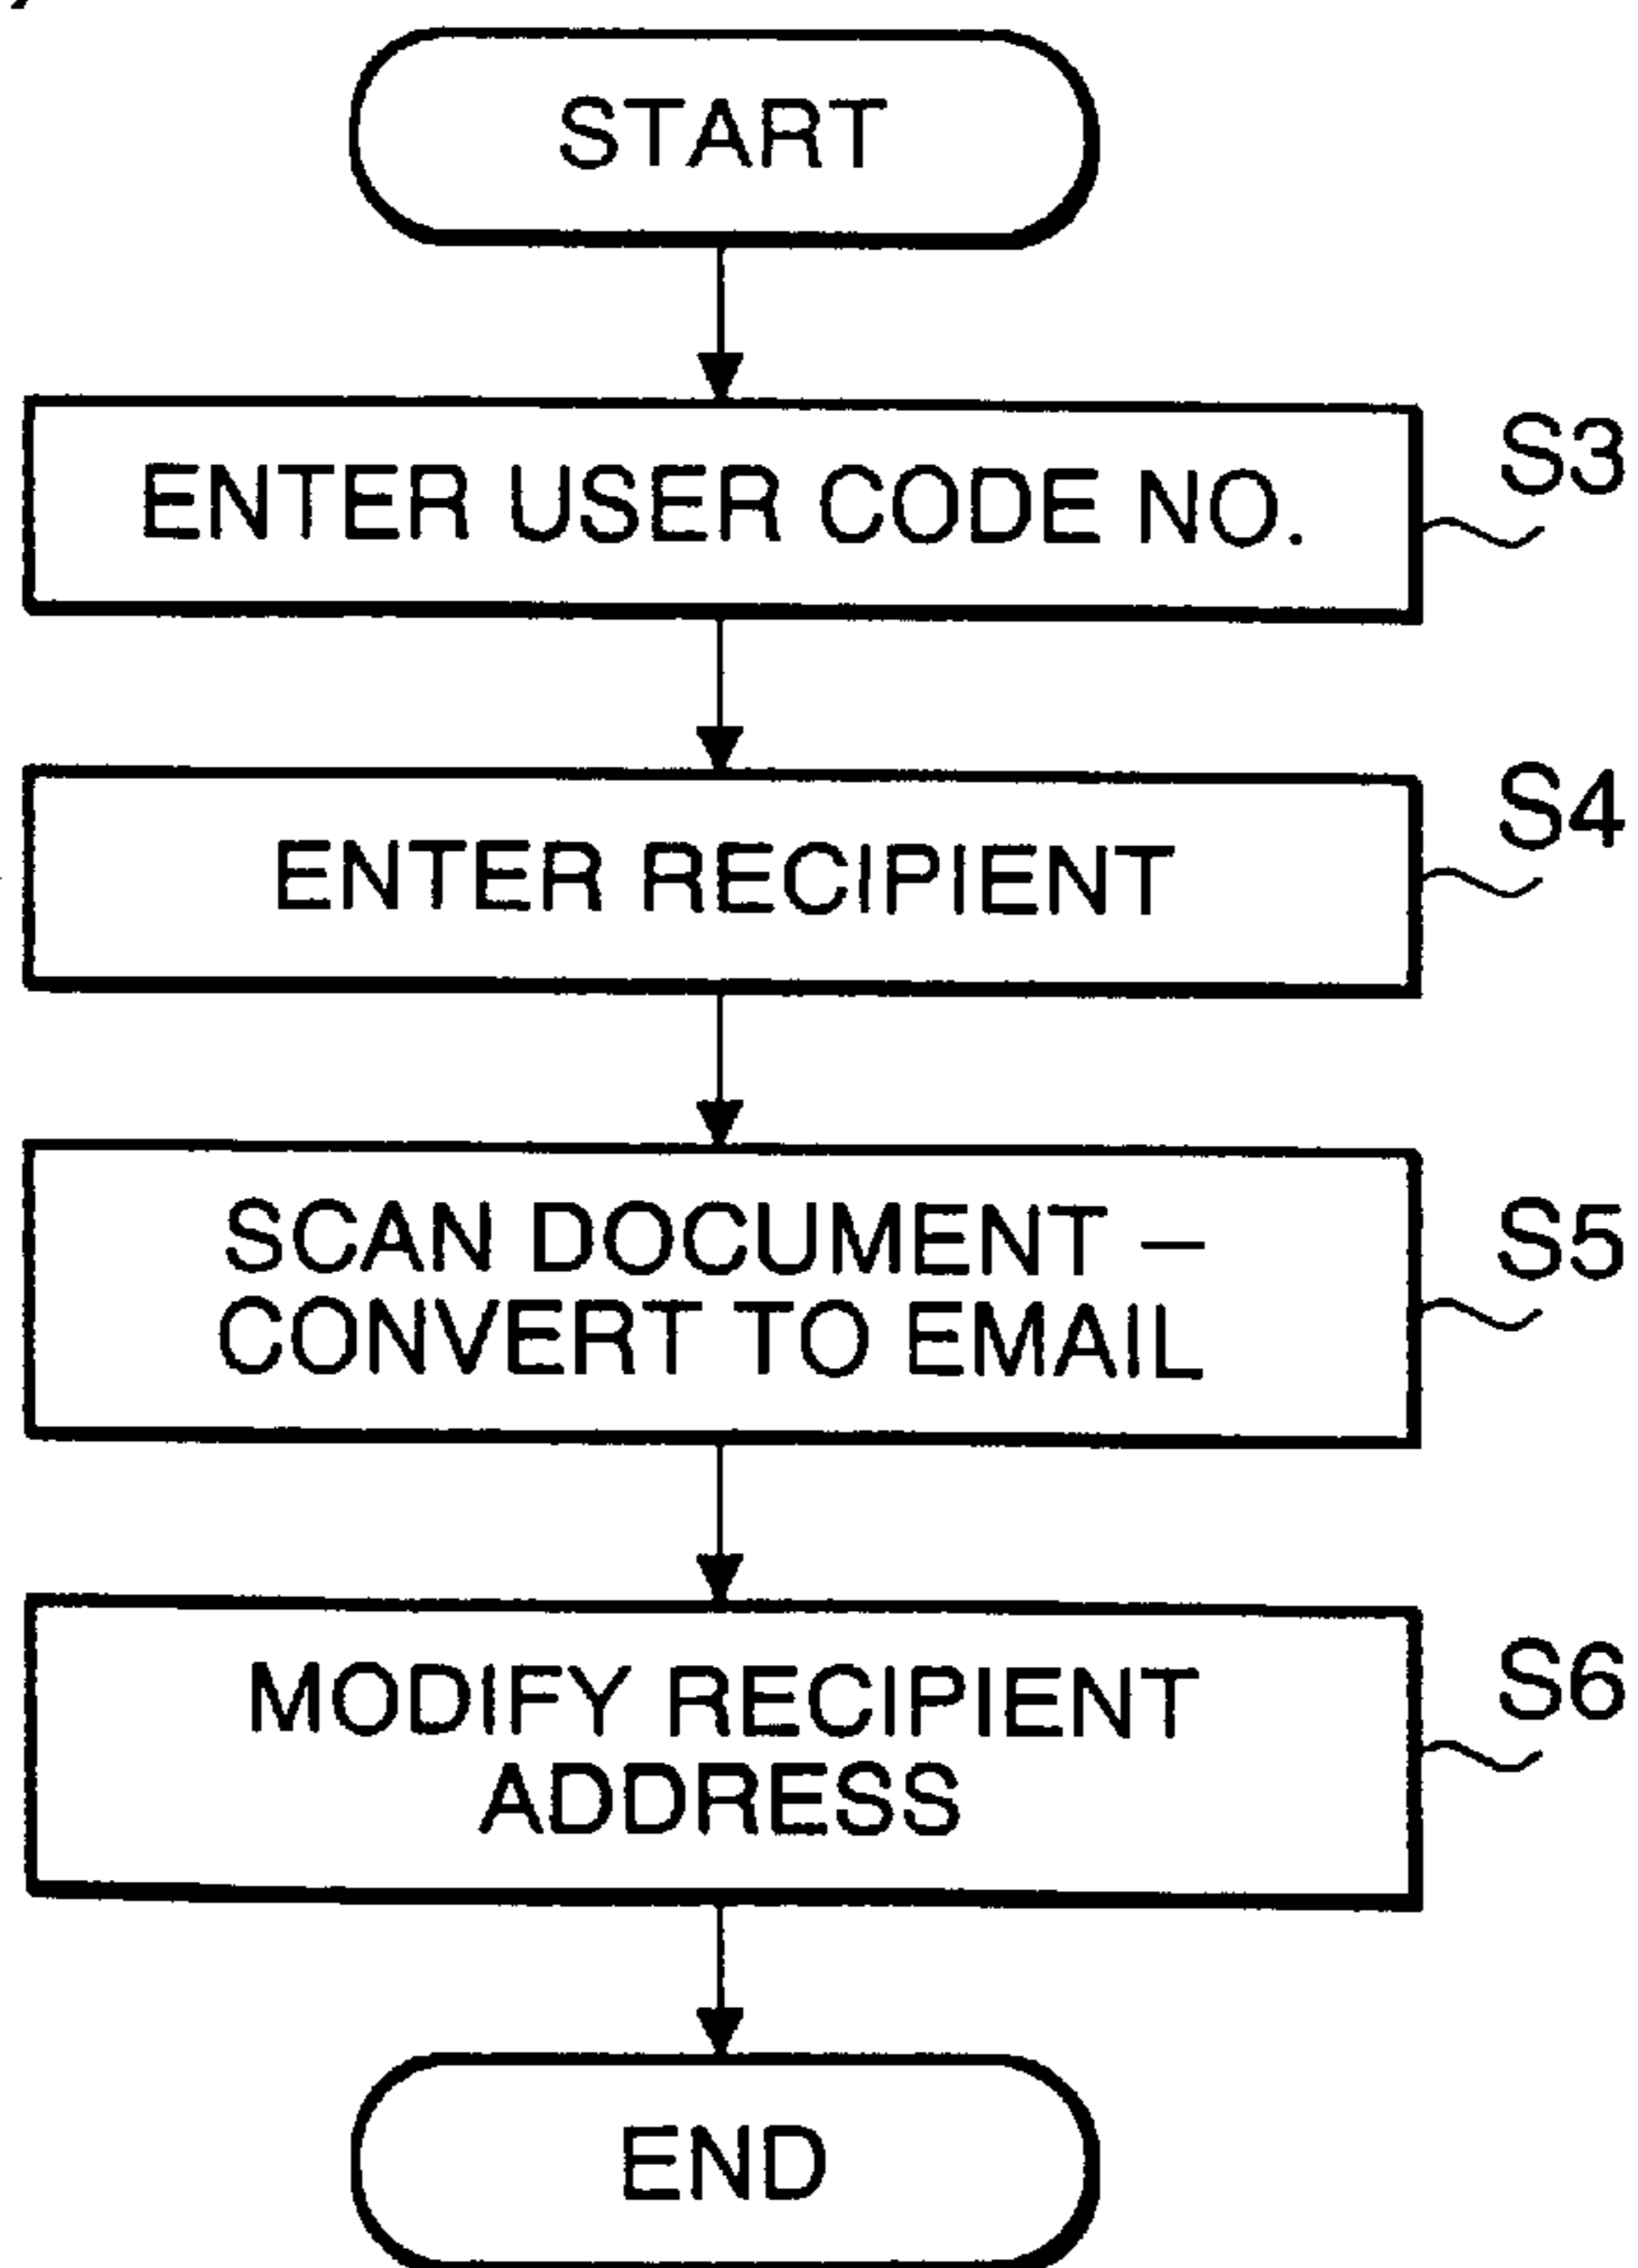 START
ENTER USER CODE NO.
S3
ENTER RECIPIENT
S4
SCAN DOCUMENT –
CONVERT TO EMAIL
S5
MODIFY RECIPIENT
ADDRESS
S6
END